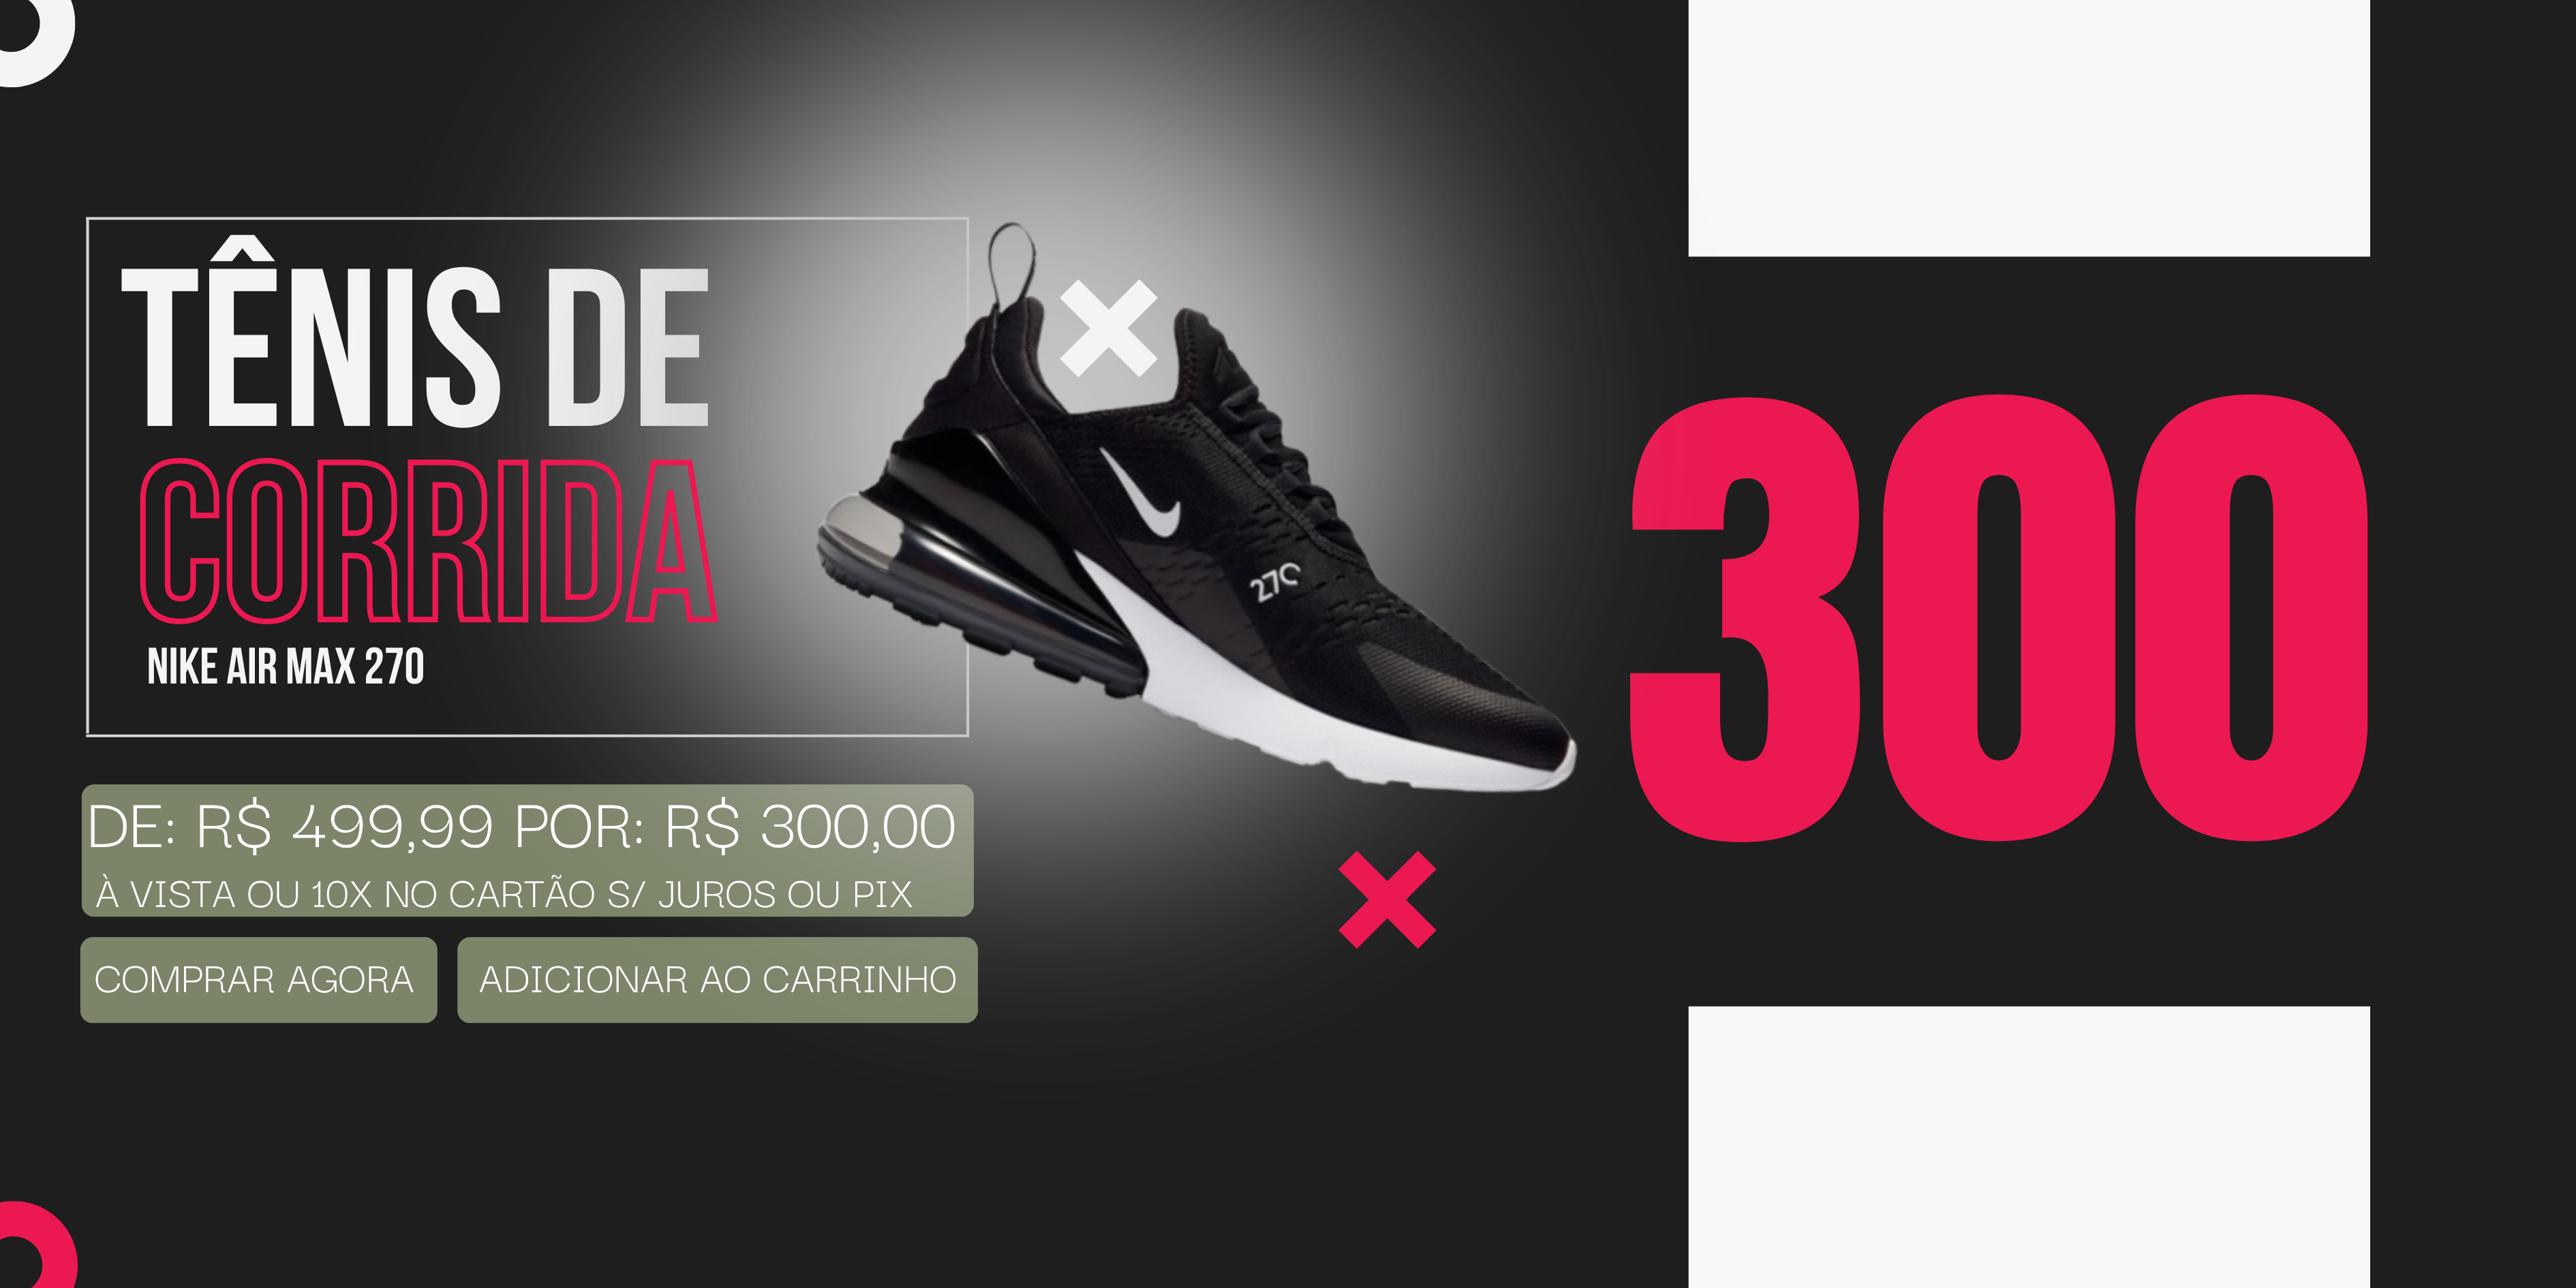 TÊNIS DE
CORRIDA
NIKE AIR MAX 270
DE: R$ 499,99 POR: R$ 300,00
À VISTA OU 10X NO CARTÃO S/ JUROS OU PIX
COMPRAR AGORA
ADICIONAR AO CARRINHO
270
300